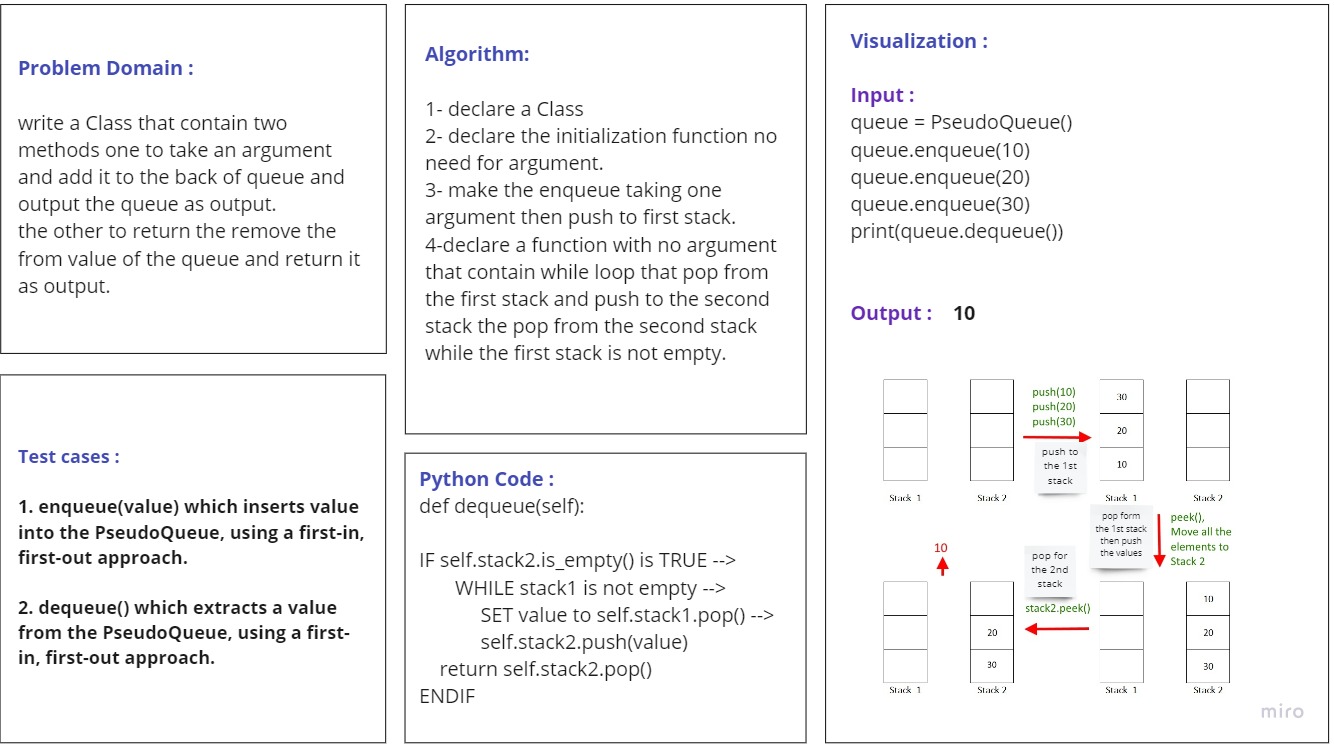 Problem Domain :
write a Class that contain two
methods one to take an argument
and add it to the back of queue and
output the queue as output.
the other to return the remove the
from value of the queue and return it
as output.
Test cases :
1. enqueue(value) which inserts value
into the PseudoQueue, using a first-in,
first-out approach.
2. dequeue() which extracts a value
from the PseudoQueue, using a first-
in, first-out approach.
Algorithm:
1- declare a Class
2- declare the initialization function no
need for argument.
3- make the enqueue taking one
argument then push to first stack.
4-declare a function with no argument
that contain while loop that pop from
the first stack and push to the second
stack the pop from the second stack
while the first stack is not empty.
Python Code :
def dequeue(self):
IF self.stack2.is_empty() is TRUE -->
WHILE stack1 is not empty -->
SET value to self.stack1.pop() -->
self.stack2.push(value)
return self.stack2.pop()
ENDIF
Visualization :
Input :
queue = PseudoQueue()
queue.enqueue(10)
queue.enqueue(20)
queue.enqueue(30)
print(queue.dequeue())
Output : 10
push(10)
push(20)
push(30)
push to
the 1st
stack
30
20
10
Stack 1
Stack 2
Stack 1
Stack 2
pop form
the 1st stack
then push
the values
peek(),
Move all the
elements to
Stack 2
10
pop for
the 2nd
stack
stack2.peek()
20
30
10
20
30
Stack 1
Stack 2
Stack 1
Stack 2
miro